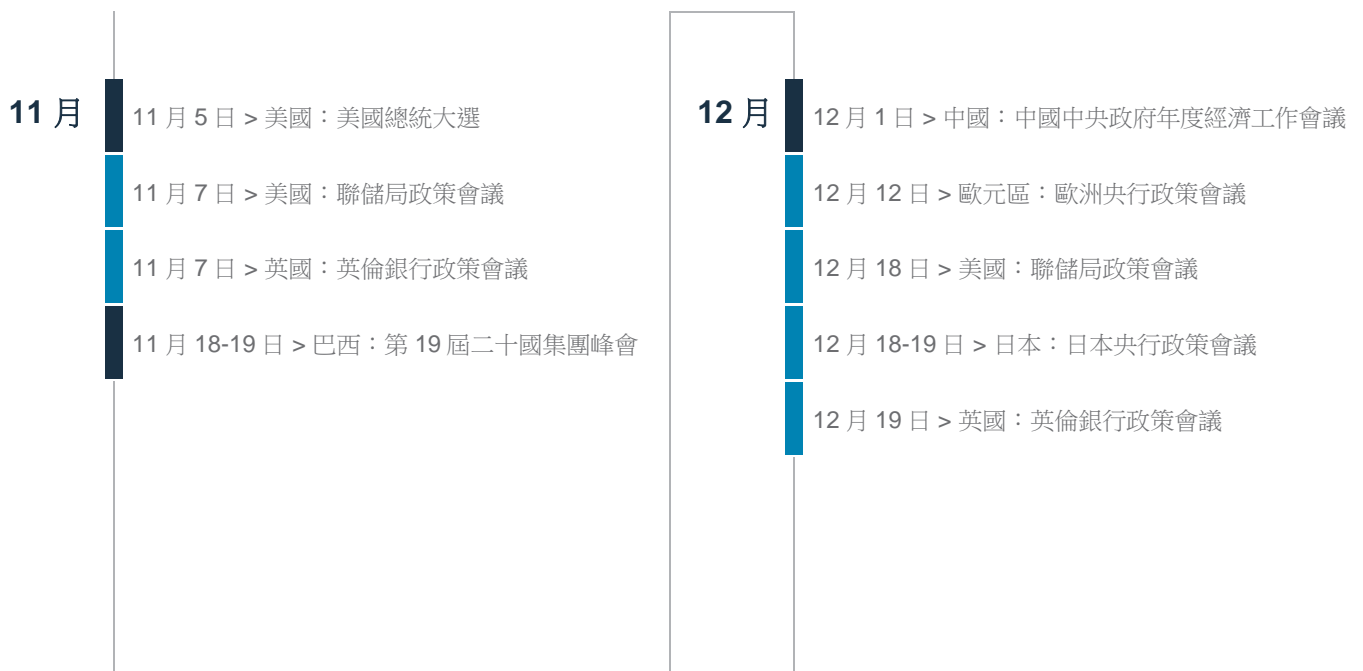 11 月
11 月 5 日 > 美國：美國總統大選
11 月 7 日 > 美國：聯儲局政策會議
11 月 7 日 > 英國：英倫銀行政策會議
11 月 18-19 日 > 巴西：第 19 屆二十國集團峰會
12 月
12 月 1 日 > 中國：中國中央政府年度經濟工作會議
12 月 12 日 > 歐元區：歐洲央行政策會議
12 月 18 日 > 美國：聯儲局政策會議
12 月 18-19 日 > 日本：日本央行政策會議
12 月 19 日 > 英國：英倫銀行政策會議